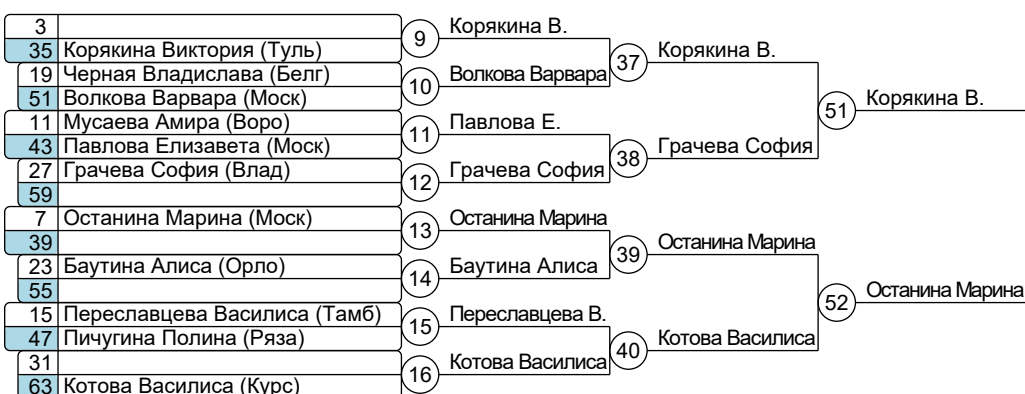 3
35 Корякина Виктория (Туль)
19 Черная Владислава (Белг)
51 Волкова Варвара (Моск)
11 Мусаева Амира (Воро)
43 Павлова Елизавета (Моск)
27 Грачева София (Влад)
59
7 Останина Марина (Моск)
39
23 Баутина Алиса (Орло)
55
15 Переславцева Василиса (Тамб)
47 Пичугина Полина (Ряза)
31
63 Котова Василиса (Курс)
9 Корякина В.
10 Волкова Варвара
11 Павлова Е.
12 Грачева София
13 Останина Марина
14 Баутина Алиса
15 Переславцева В.
16 Котова Василиса
37 Корякина В.
38 Грачева София
39 Останина Марина
40 Котова Василиса
51 Корякина В.
52 Останина Марина